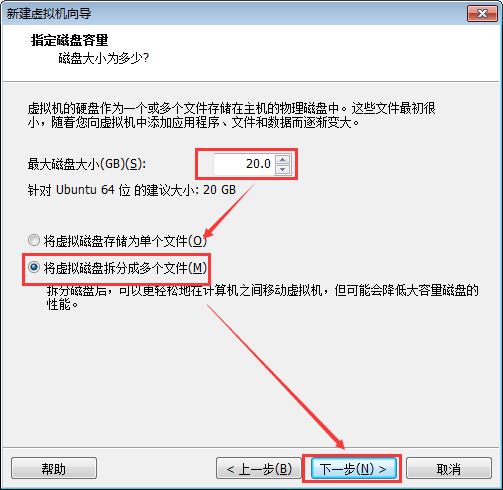 新建虚拟机向导
指定磁盘容量
磁盘大小为多少?
虚拟机的硬盘作为一个或多个文件存储在主机的物理磁盘中。这些文件最初很
小，随着您向虚拟机中添加应用程序、文件和数据而逐渐变大。
最大磁盘大小(GB)(S): 20.0
针对 Ubuntu 64 位 的建议大小: 20 GB
将虚拟磁盘存储为单个文件(O)
将虚拟磁盘拆分成多个文件(M)
拆分磁盘后，可以更轻松地在计算机之间移动虚拟机，但可能会降低大容量磁盘的
性能。
帮助 < 上一步(B) 下一步(N) > 取消